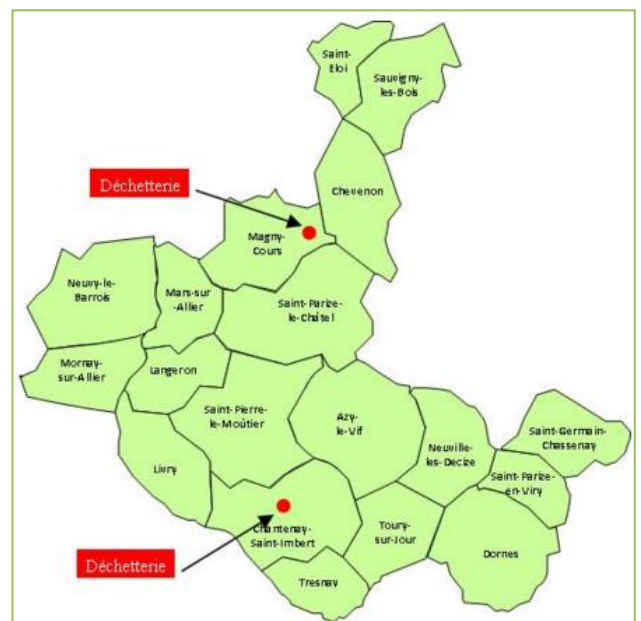 Saint-
Eloi
Sauvigny-
les-Bois
Déchetterie
Chevenon
Magny-
Cours
Neuvy-le-
Barrois
Mars-sur
-Allier
Saint-Parize-
le-Châtel
Mornay-
sur-Allier
Langeron
Saint-Pierre-
le-Moûtier
Azy-
le-Vif
Saint-Germain-
Chassenay
Neuville-
les-Decize
Livry
Saint-Parize-
en-Viry
Chantenay-
Saint-Imbert
Toury-
sur-Jour
Dornes
Déchetterie
Tresnay